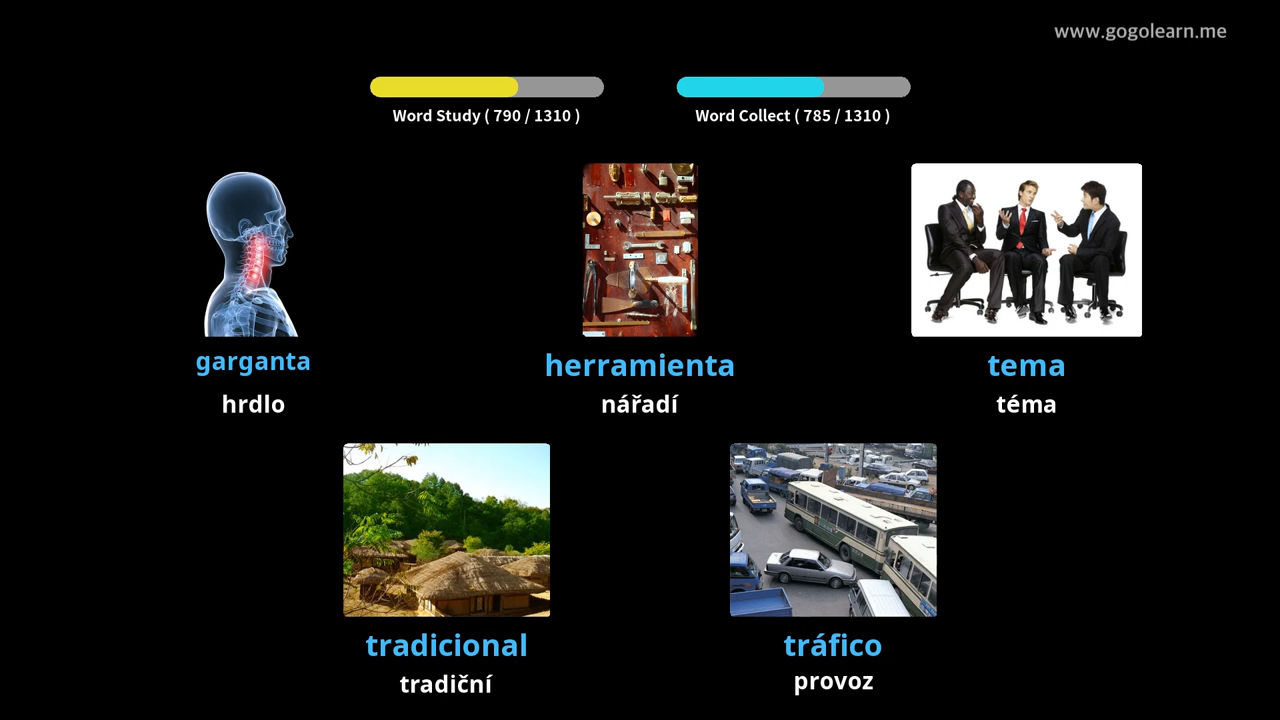 www.gogolearn.me
Word Study ( 790 / 1310 )
Word Collect ( 785 / 1310 )
garganta
hrdlo
herramienta
nářadí
tema
téma
tradicional
tradiční
tráfico
provoz